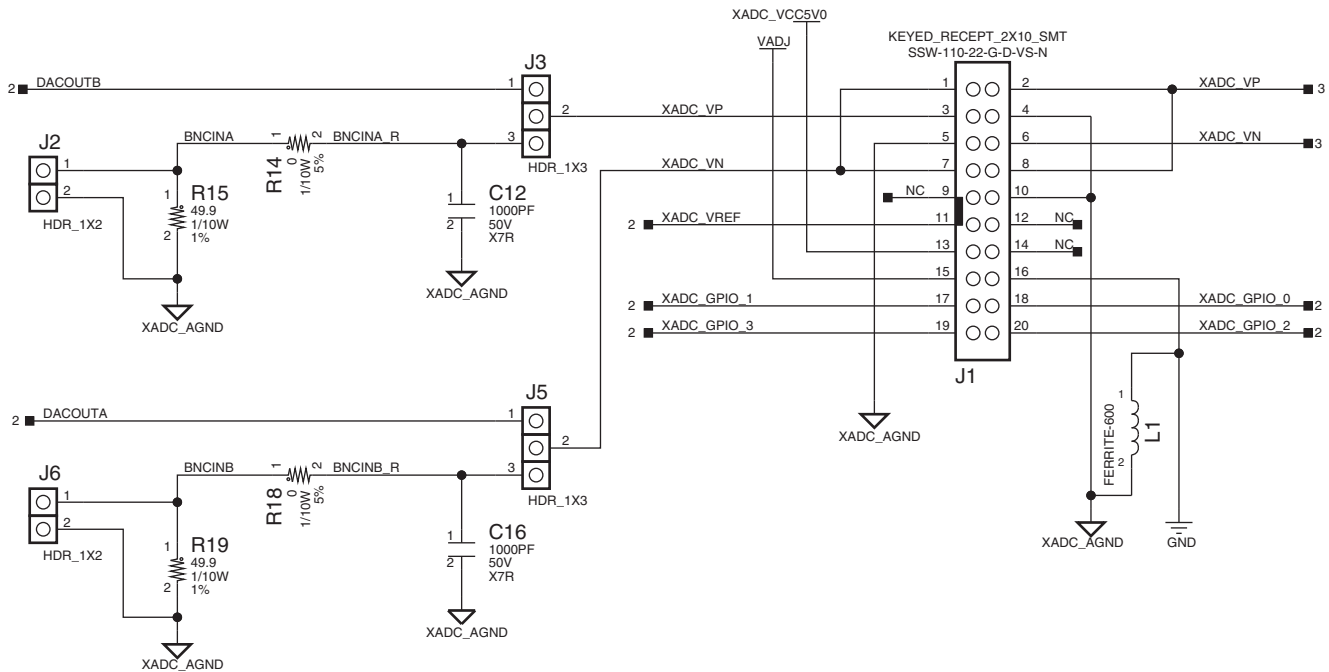 XADC_VCC5V0
VADJ
KEYED_RECEPT_2X10_SMT
SSW-110-22-G-D-VS-N
2 DACOUTB
J3
1
2
3
HDR_1X3
XADC_VP
XADC_VN
J2
1
2
HDR_1X2
BNCINA
1
2
R14
0
1/10W
5%
BNCINA_R
1
2
R15
49.9
1/10W
1%
XADC_AGND
1
2
C12
1000PF
50V
X7R
XADC_AGND
1 2
3 4
5 6
7 8
9 10
11 12
13 14
15 16
17 18
19 20
J1
NC
2 XADC_VREF
2 XADC_GPIO_1
2 XADC_GPIO_3
XADC_VP 3
XADC_VN 3
NC
NC
XADC_GPIO_0 2
XADC_GPIO_2 2
XADC_AGND
FERRITE-600
1
2
L1
XADC_AGND
GND
2 DACOUTA
J5
1
2
3
HDR_1X3
J6
1
2
HDR_1X2
BNCINB
1
2
R18
0
1/10W
5%
BNCINB_R
1
2
R19
49.9
1/10W
1%
XADC_AGND
1
2
C16
1000PF
50V
X7R
XADC_AGND